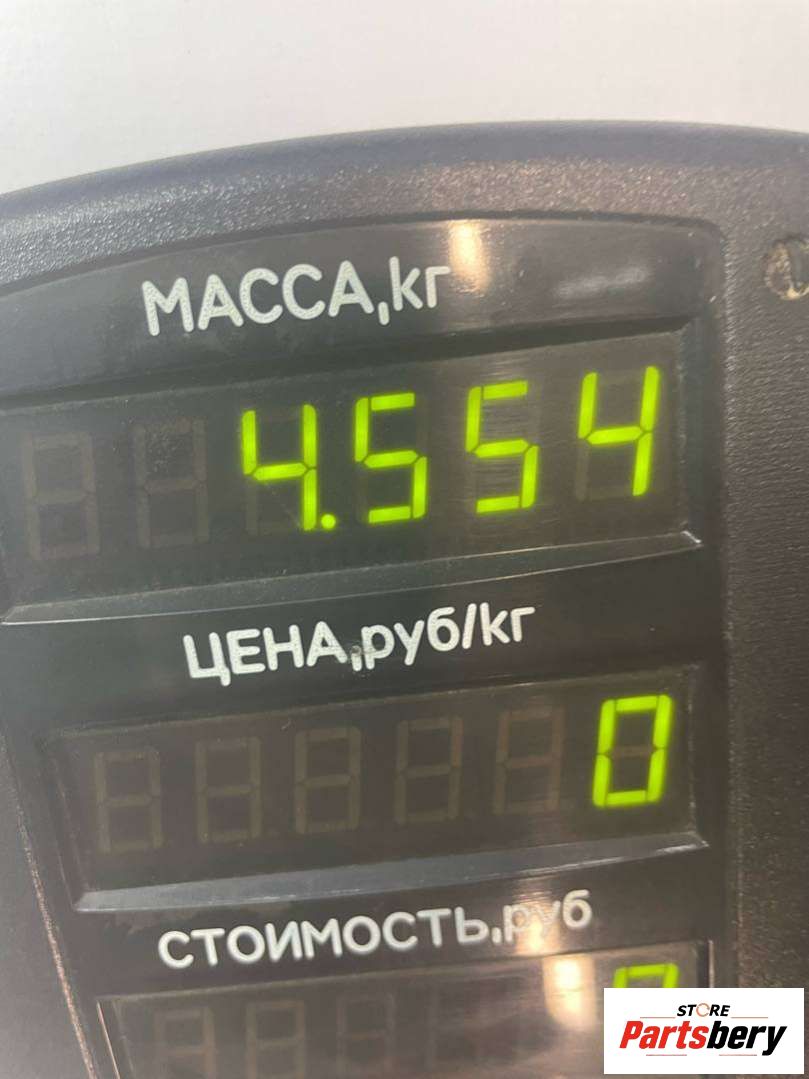 МАССА,кг
4.554
ЦЕНА,руб/кг
0
СТОИМОСТЬ,руб
STORE
Partsbery